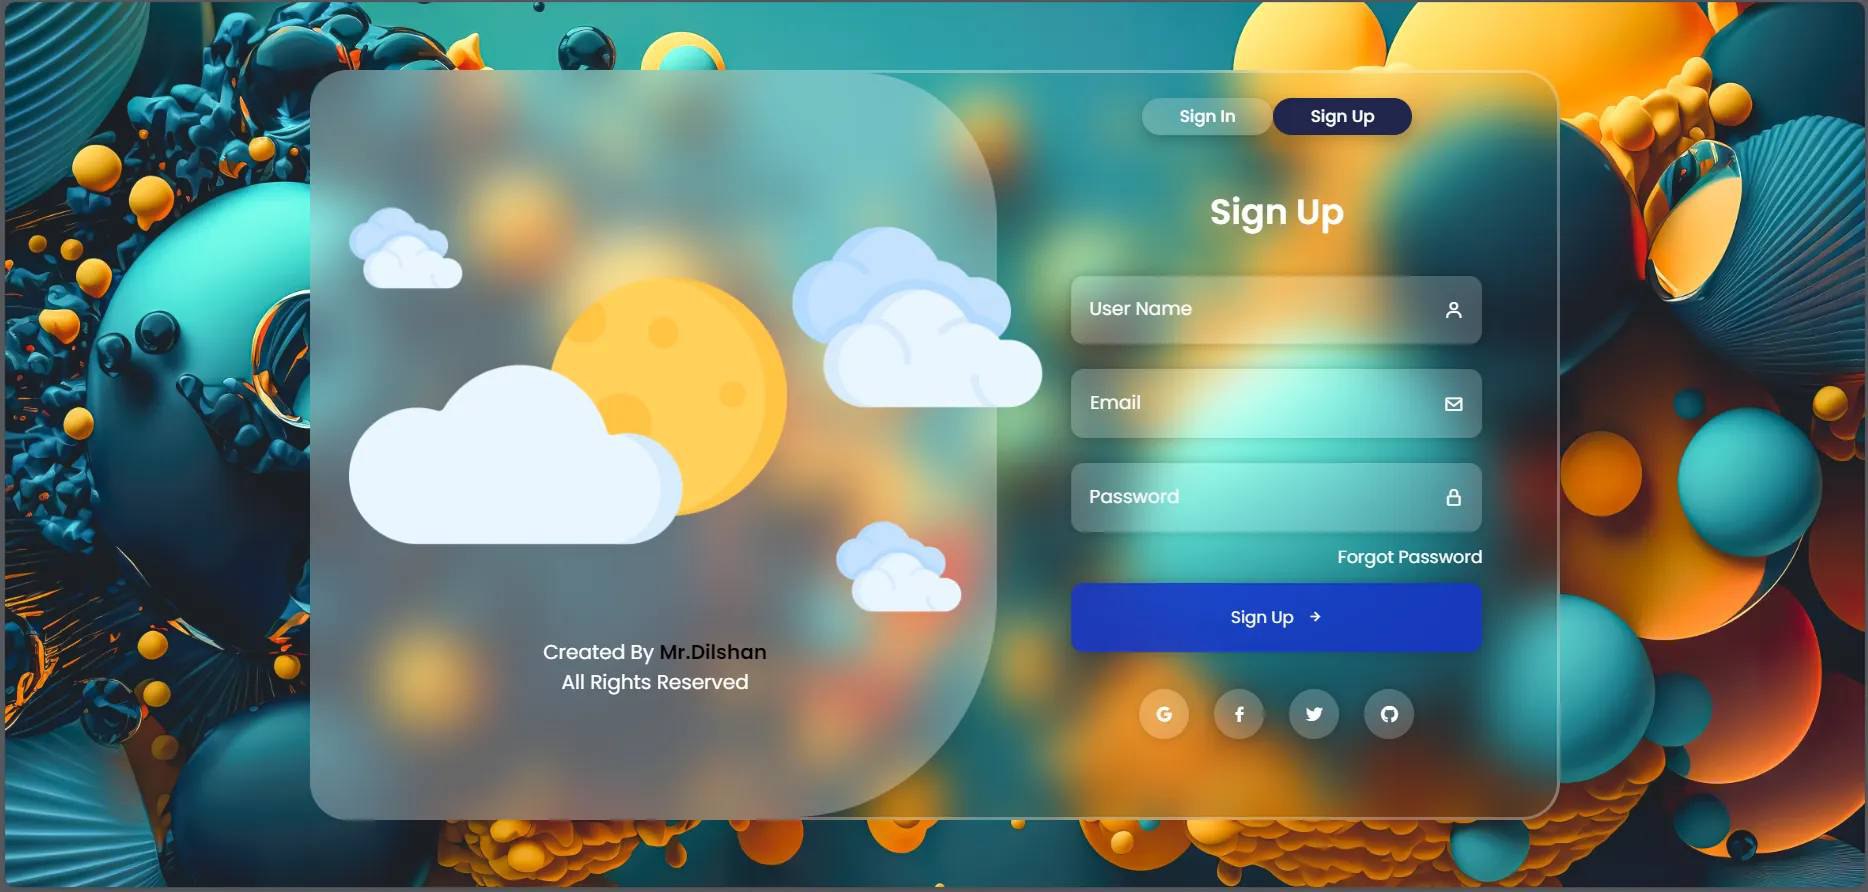 Sign In
Sign Up
Sign Up
User Name
Email
Password
Forgot Password
Sign Up
Created By Mr.Dilshan
All Rights Reserved